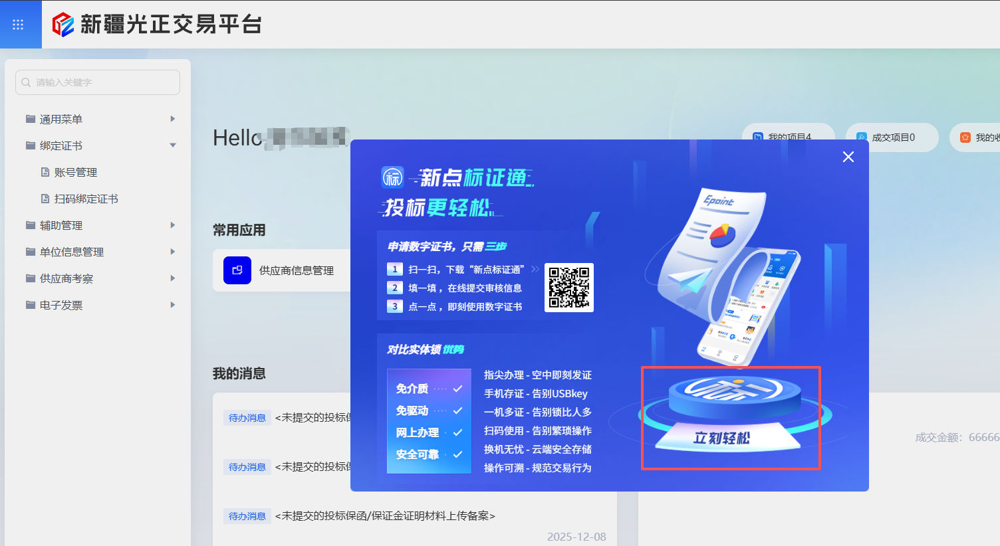 新疆光正交易平台
请输入关键字
通用菜单
绑定证书
账号管理
扫码绑定证书
辅助管理
单位信息管理
供应商考察
电子发票
Hello
我的项目4
成交项目0
我的收
常用应用
供应商信息管理
我的消息
待办消息 <未提交的投标保
待办消息 <未提交的投标保
待办消息 <未提交的投标保函/保证金证明材料上传备案>
2025-12-08
成交金额：66666
标 新点标证通
投标更轻松
申请数字证书，只需三步
1 扫一扫，下载“新点标证通” >>
2 填一填，在线提交审核信息
3 点一点，即刻使用数字证书
对比实体锁优势
免介质
免驱动
网上办理
安全可靠
指尖办理 - 空中即刻发证
手机存证 - 告别USBkey
一机多证 - 告别锁比人多
扫码使用 - 告别繁琐操作
换机无忧 - 云端安全存储
操作可溯 - 规范交易行为
Epoint
立刻轻松